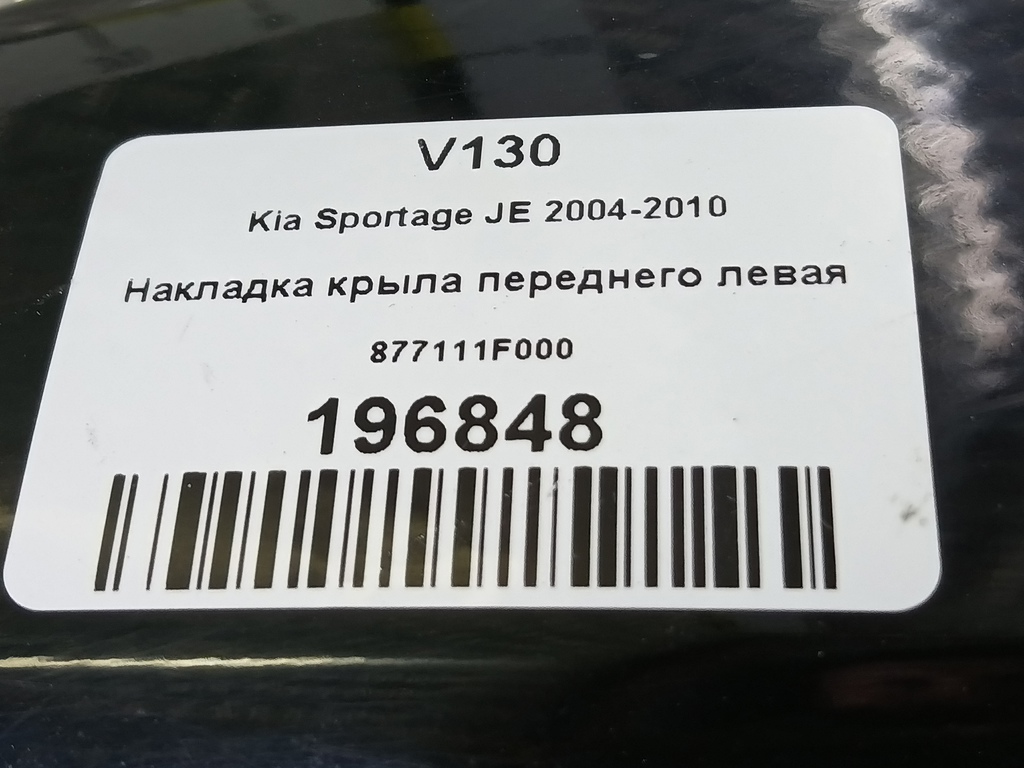 V130
Kia Sportage JE 2004-2010
Накладка крыла переднего левая
877111F000
196848